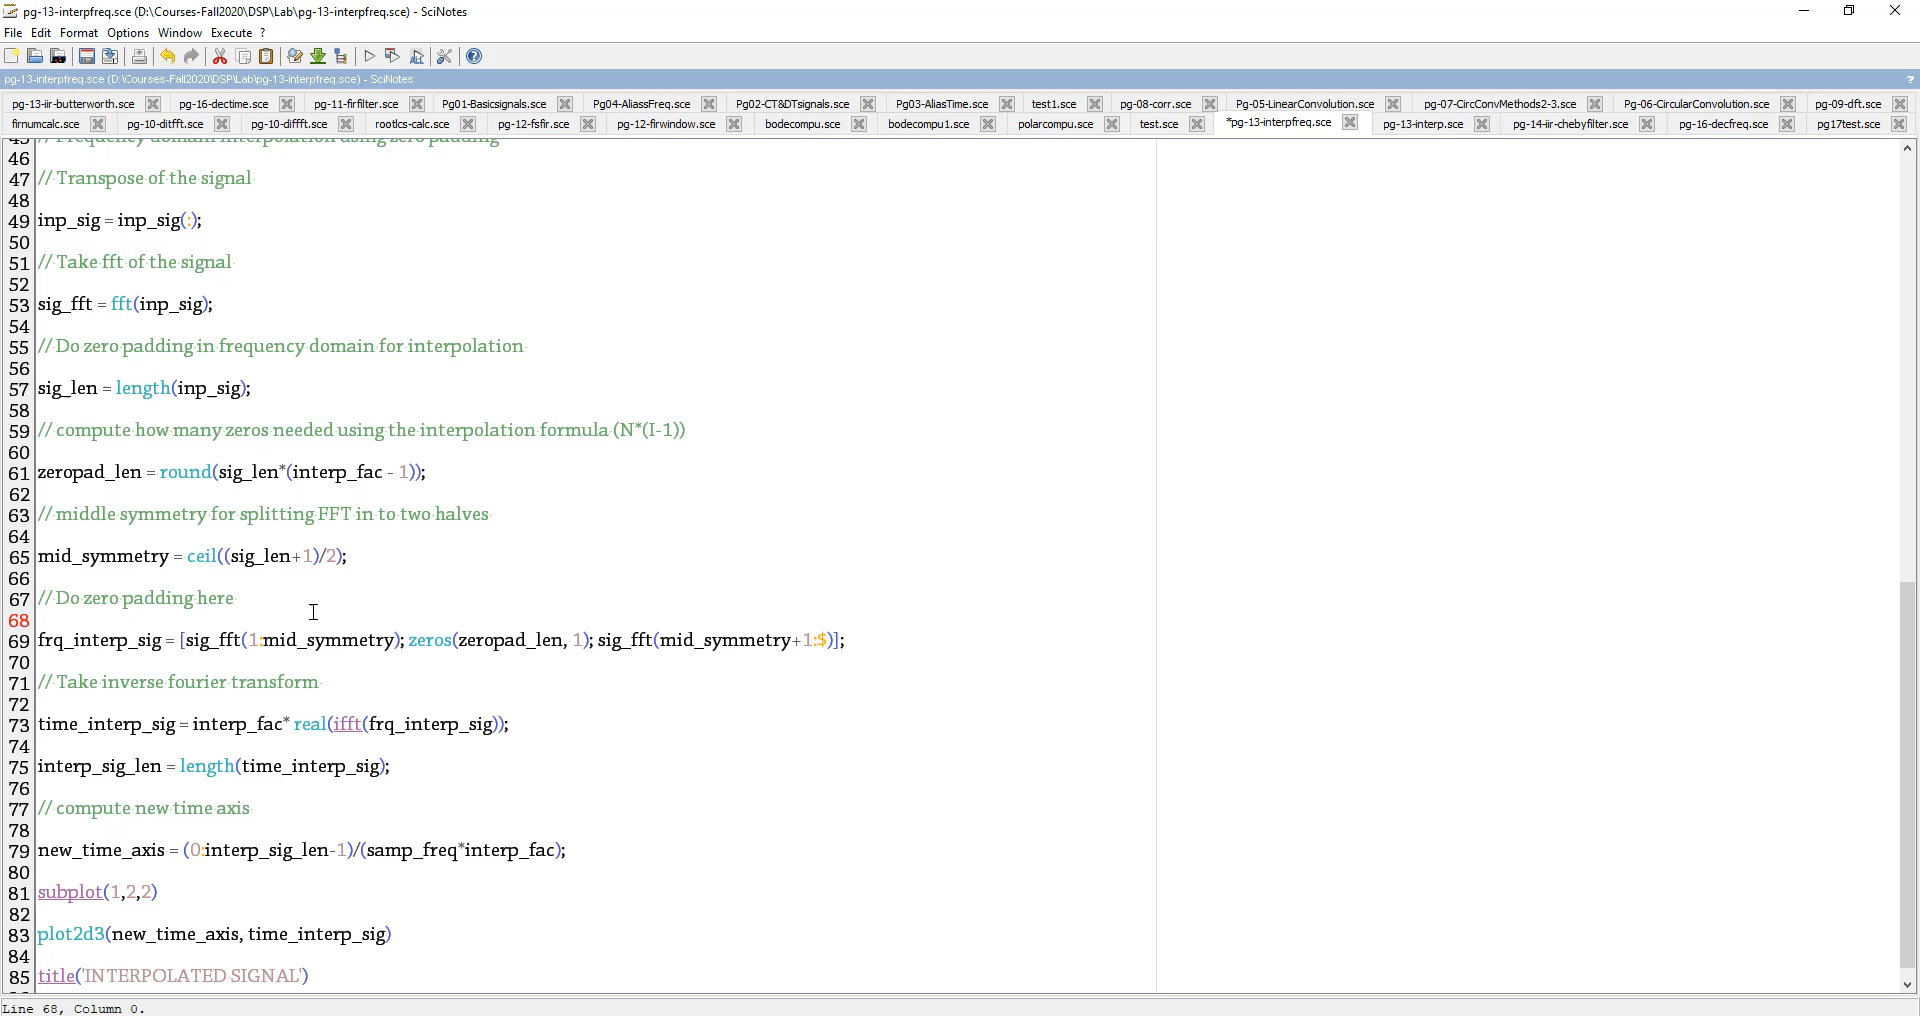 pg-13-interpfreq.sce (D:\Courses-Fall2020\DSP\Lab\pg-13-interpfreq.sce) - SciNotes
File Edit Format Options Window Execute ?
pg-13-interpfreq.sce (D:\Courses-Fall2020\DSP\Lab\pg-13-interpfreq.sce) - SciNotes ?
pg-13-iir-butterworth.sce pg-16-dectime.sce pg-11-firfilter.sce Pg01-Basicsignals.sce Pg04-AliassFreq.sce Pg02-CT&DTsignals.sce Pg03-AliasTime.sce test1.sce pg-08-corr.sce Pg-05-LinearConvolution.sce pg-07-CircConvMethods2-3.sce Pg-06-CircularConvolution.sce pg-09-dft.sce
firnumcalc.sce pg-10-ditfft.sce pg-10-diffft.sce rootlcs-calc.sce pg-12-fsfir.sce pg-12-firwindow.sce bodecompu.sce bodecompu1.sce polarcompu.sce test.sce *pg-13-interpfreq.sce pg-13-interp.sce pg-14-iir-chebyfilter.sce pg-16-decfreq.sce pg17test.sce
45 // Frequency domain interpolation using zero padding
46
47 // Transpose of the signal
48
49 inp_sig = inp_sig(:);
50
51 // Take fft of the signal
52
53 sig_fft = fft(inp_sig);
54
55 // Do zero padding in frequency domain for interpolation
56
57 sig_len = length(inp_sig);
58
59 // compute how many zeros needed using the interpolation formula (N*(I-1))
60
61 zeropad_len = round(sig_len*(interp_fac - 1));
62
63 // middle symmetry for splitting FFT in to two halves
64
65 mid_symmetry = ceil((sig_len+1)/2);
66
67 // Do zero padding here
68
69 frq_interp_sig = [sig_fft(1:mid_symmetry); zeros(zeropad_len, 1); sig_fft(mid_symmetry+1:$)];
70
71 // Take inverse fourier transform
72
73 time_interp_sig = interp_fac* real(ifft(frq_interp_sig));
74
75 interp_sig_len = length(time_interp_sig);
76
77 // compute new time axis
78
79 new_time_axis = (0:interp_sig_len-1)/(samp_freq*interp_fac);
80
81 subplot(1,2,2)
82
83 plot2d3(new_time_axis, time_interp_sig)
84
85 title('INTERPOLATED SIGNAL')
Line 68, Column 0.